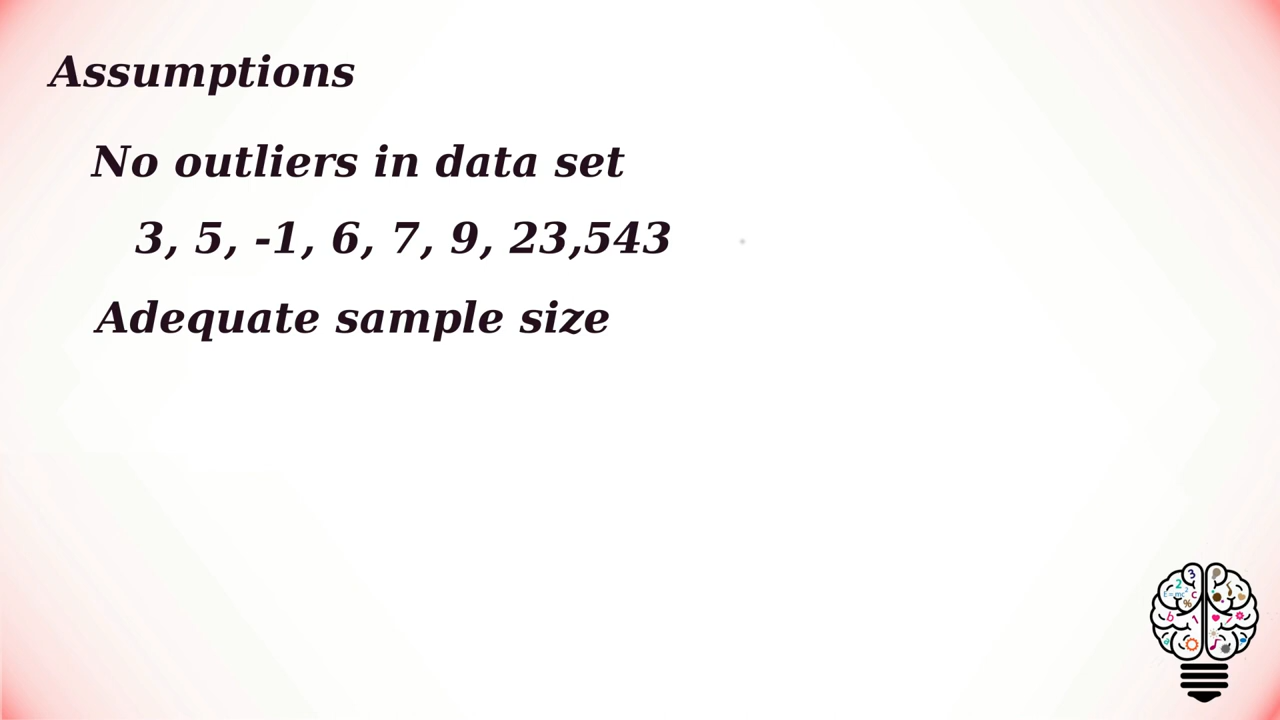 Assumptions
No outliers in data set
3, 5, -1, 6, 7, 9, 23,543
Adequate sample size